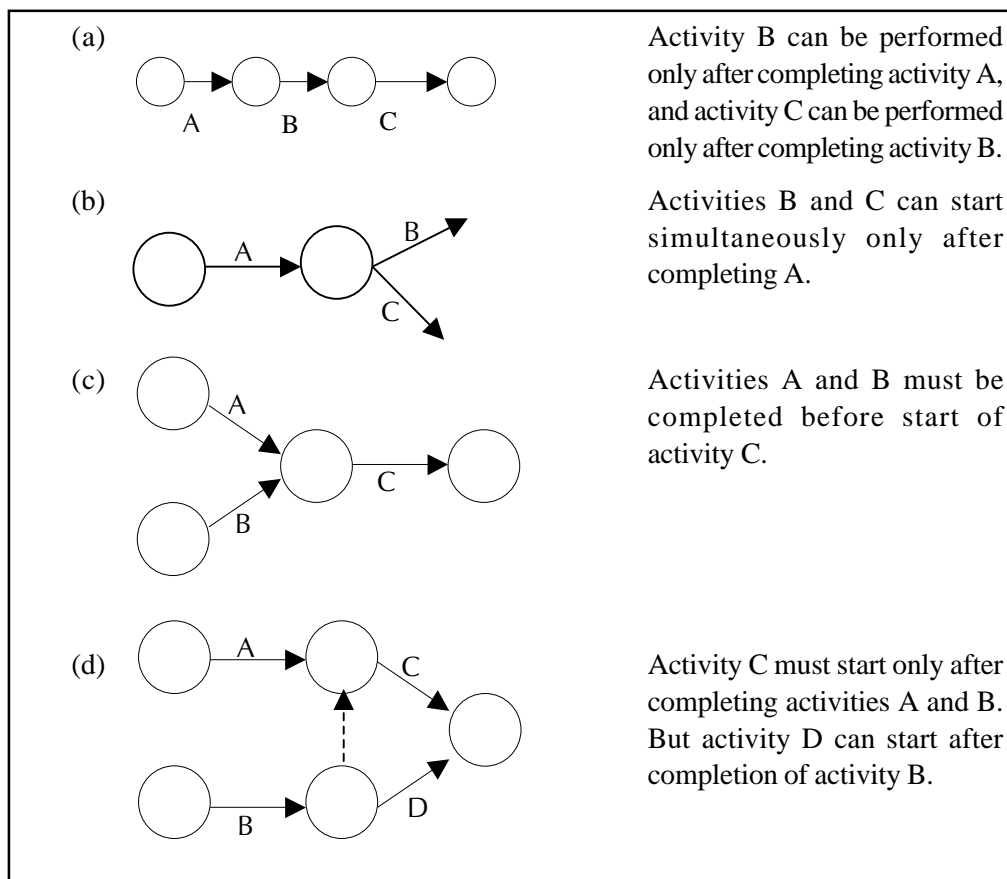 (a)
A B C
Activity B can be performed
only after completing activity A,
and activity C can be performed
only after completing activity B.
(b)
A
B
C
Activities B and C can start
simultaneously only after
completing A.
(c)
A
B
C
Activities A and B must be
completed before start of
activity C.
(d)
A
C
B
D
Activity C must start only after
completing activities A and B.
But activity D can start after
completion of activity B.